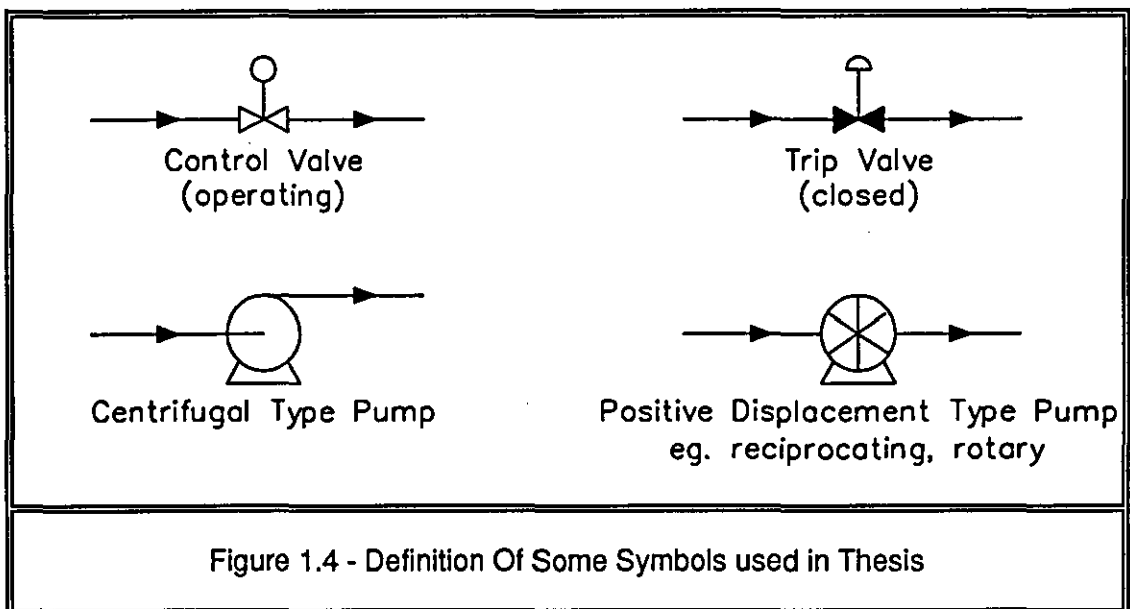 Control Valve
(operating)
Trip Valve
(closed)
Centrifugal Type Pump
Positive Displacement Type Pump
eg. reciprocating, rotary
Figure 1.4 - Definition Of Some Symbols used in Thesis